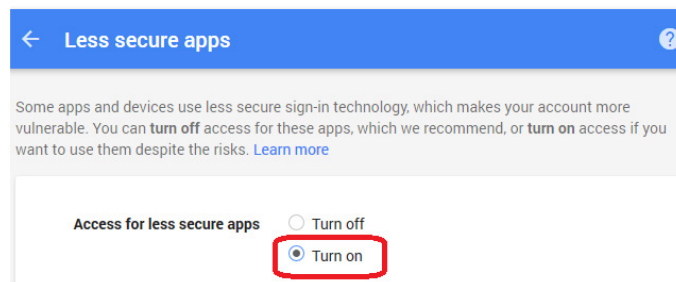 Less secure apps
Some apps and devices use less secure sign-in technology, which makes your account more
vulnerable. You can turn off access for these apps, which we recommend, or turn on access if you
want to use them despite the risks. Learn more
Access for less secure apps Turn off
Turn on